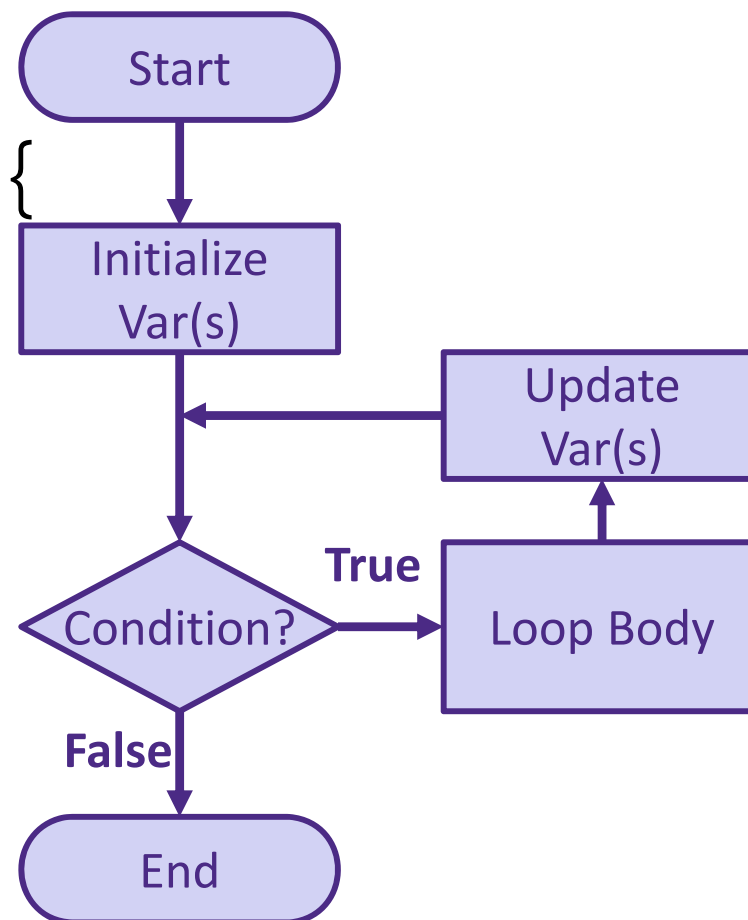 Start
{
Initialize
Var(s)
Update
Var(s)
Condition?
True
Loop Body
False
End